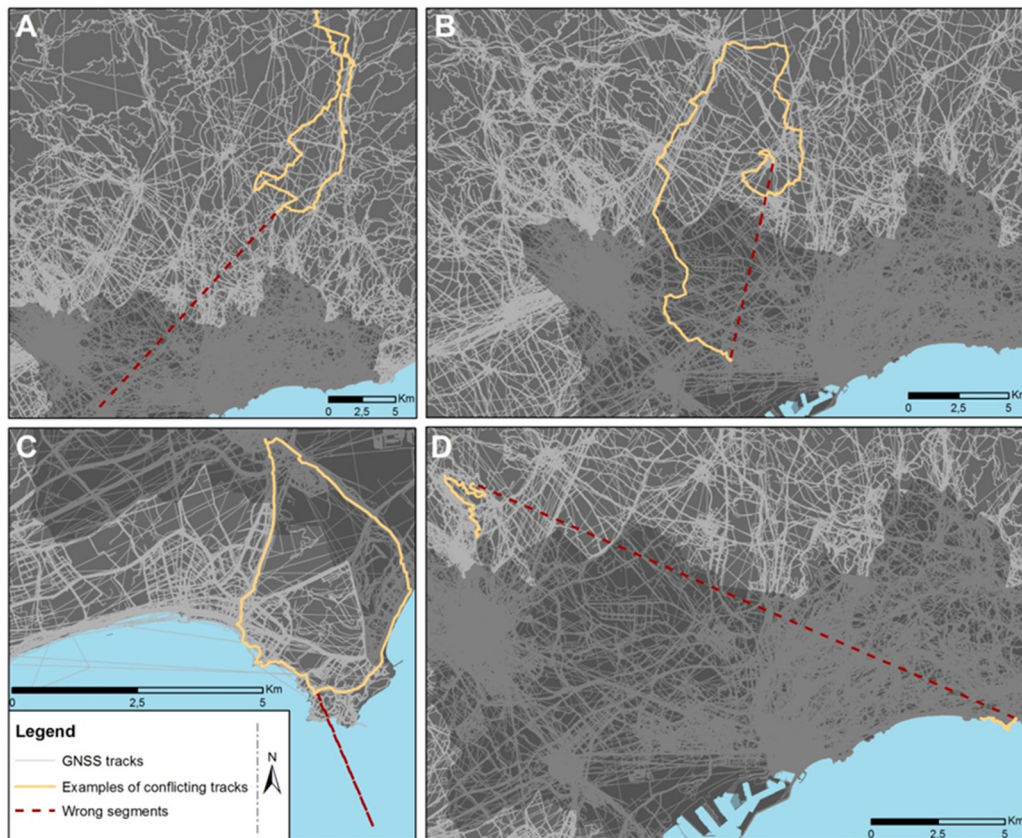 A
B
Km
0 2,5 5
Km
0 2,5 5
C
D
Km
0 2,5 5
Legend
N
GNSS tracks
Examples of conflicting tracks
Wrong segments
Km
0 2.5 5